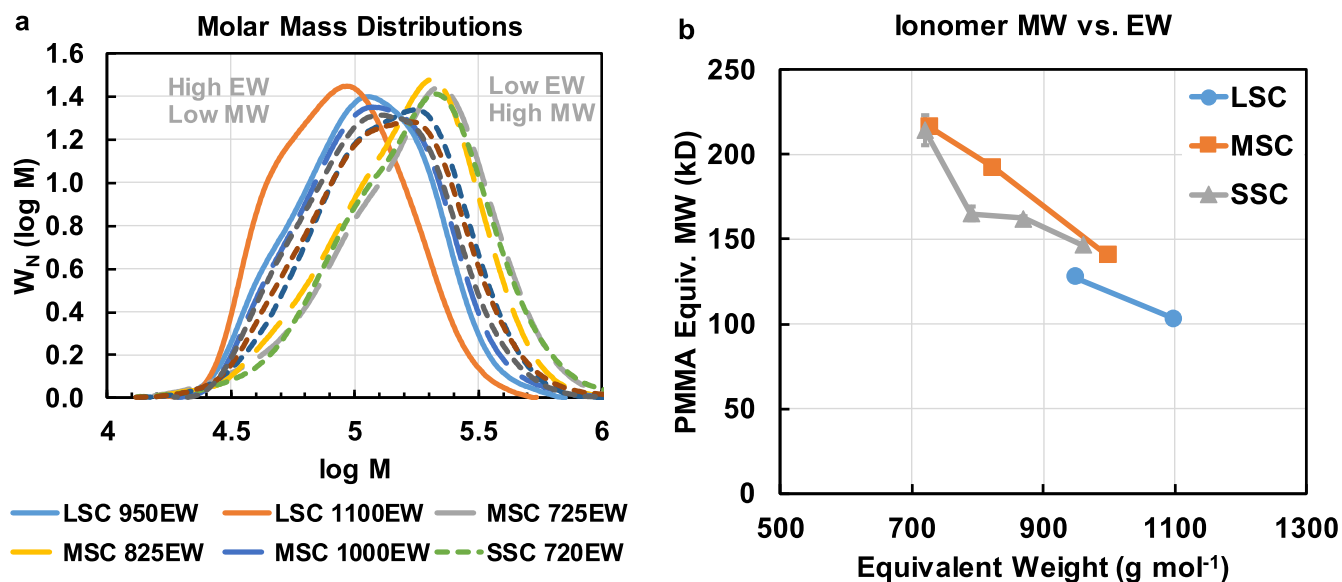 a
Molar Mass Distributions
High EW
Low MW
Low EW
High MW
W_N (log M)
1.6
1.4
1.2
1.0
0.8
0.6
0.4
0.2
0.0
4
4.5
5
5.5
6
log M
LSC 950EW
LSC 1100EW
MSC 725EW
MSC 825EW
MSC 1000EW
SSC 720EW
b
Ionomer MW vs. EW
LSC
MSC
SSC
PMMA Equiv. MW (kD)
250
200
150
100
50
0
500
700
900
1100
1300
Equivalent Weight (g mol⁻¹)